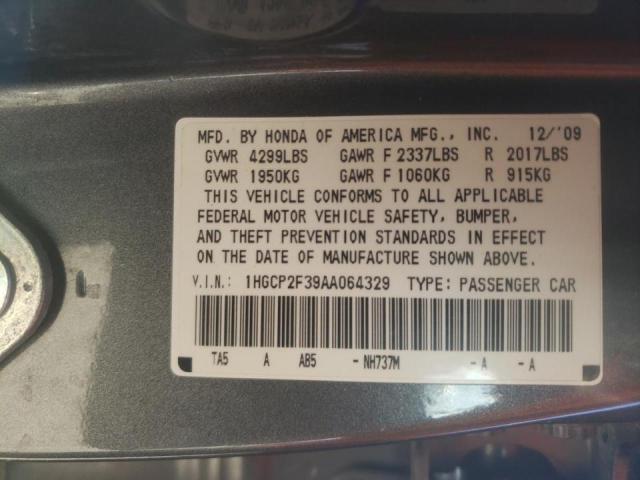 MFD. BY HONDA OF AMERICA MFG., INC. 12/'09
GVWR 4299LBS GAWR F 2337LBS R 2017LBS
GVWR 1950KG GAWR F 1060KG R 915KG
THIS VEHICLE CONFORMS TO ALL APPLICABLE
FEDERAL MOTOR VEHICLE SAFETY, BUMPER,
AND THEFT PREVENTION STANDARDS IN EFFECT
ON THE DATE OF MANUFACTURE SHOWN ABOVE.
V.I.N.: 1HGCP2F39AA064329 TYPE: PASSENGER CAR
TA5 A AB5 - NH737M - A - A